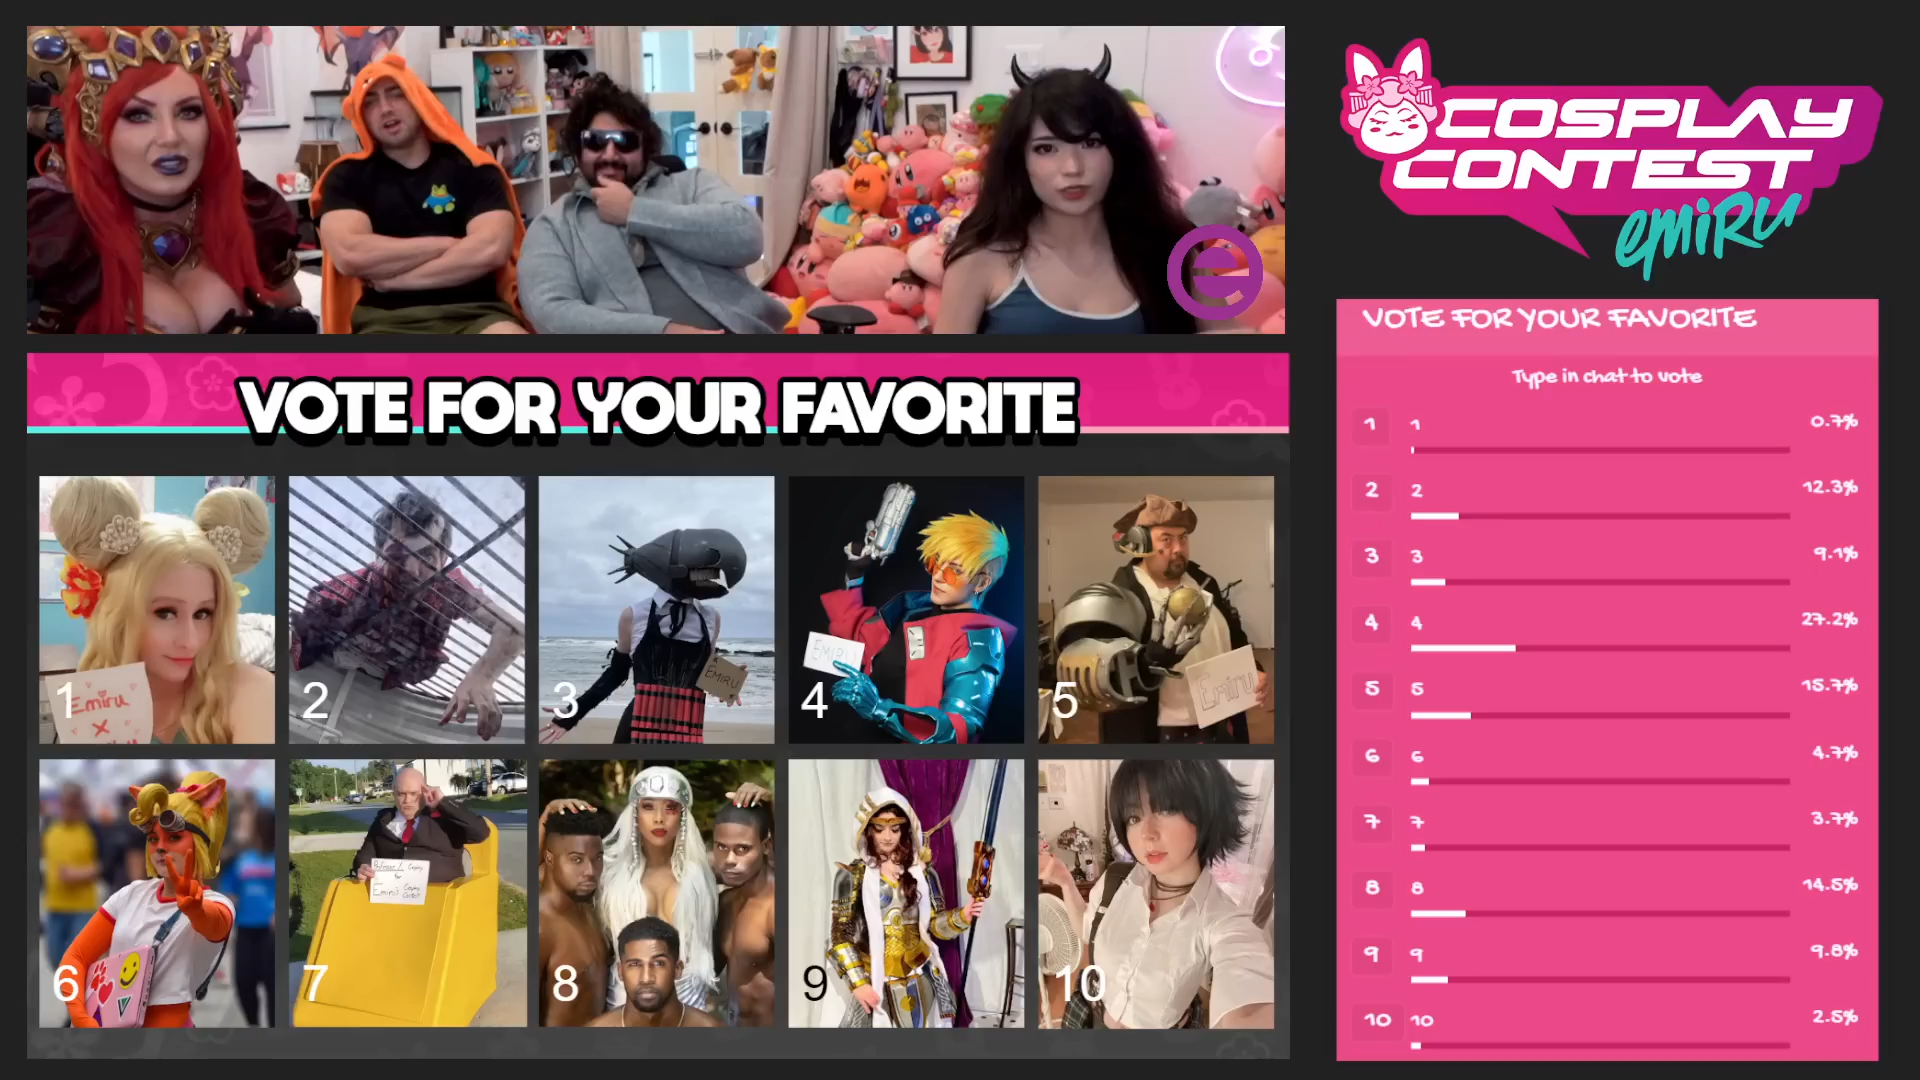 COSPLAY
CONTEST
emiru
e
VOTE FOR YOUR FAVORITE
1
2
3
4
5
Emiru
X
EMIRU
EMIRU
Emiru
6
7
8
9
10
for
Emiru's
VOTE FOR YOUR FAVORITE
Type in chat to vote
1 1 0.7%
2 2 12.3%
3 3 9.1%
4 4 27.2%
5 5 15.7%
6 6 4.7%
7 7 3.7%
8 8 14.5%
9 9 9.8%
10 10 2.5%